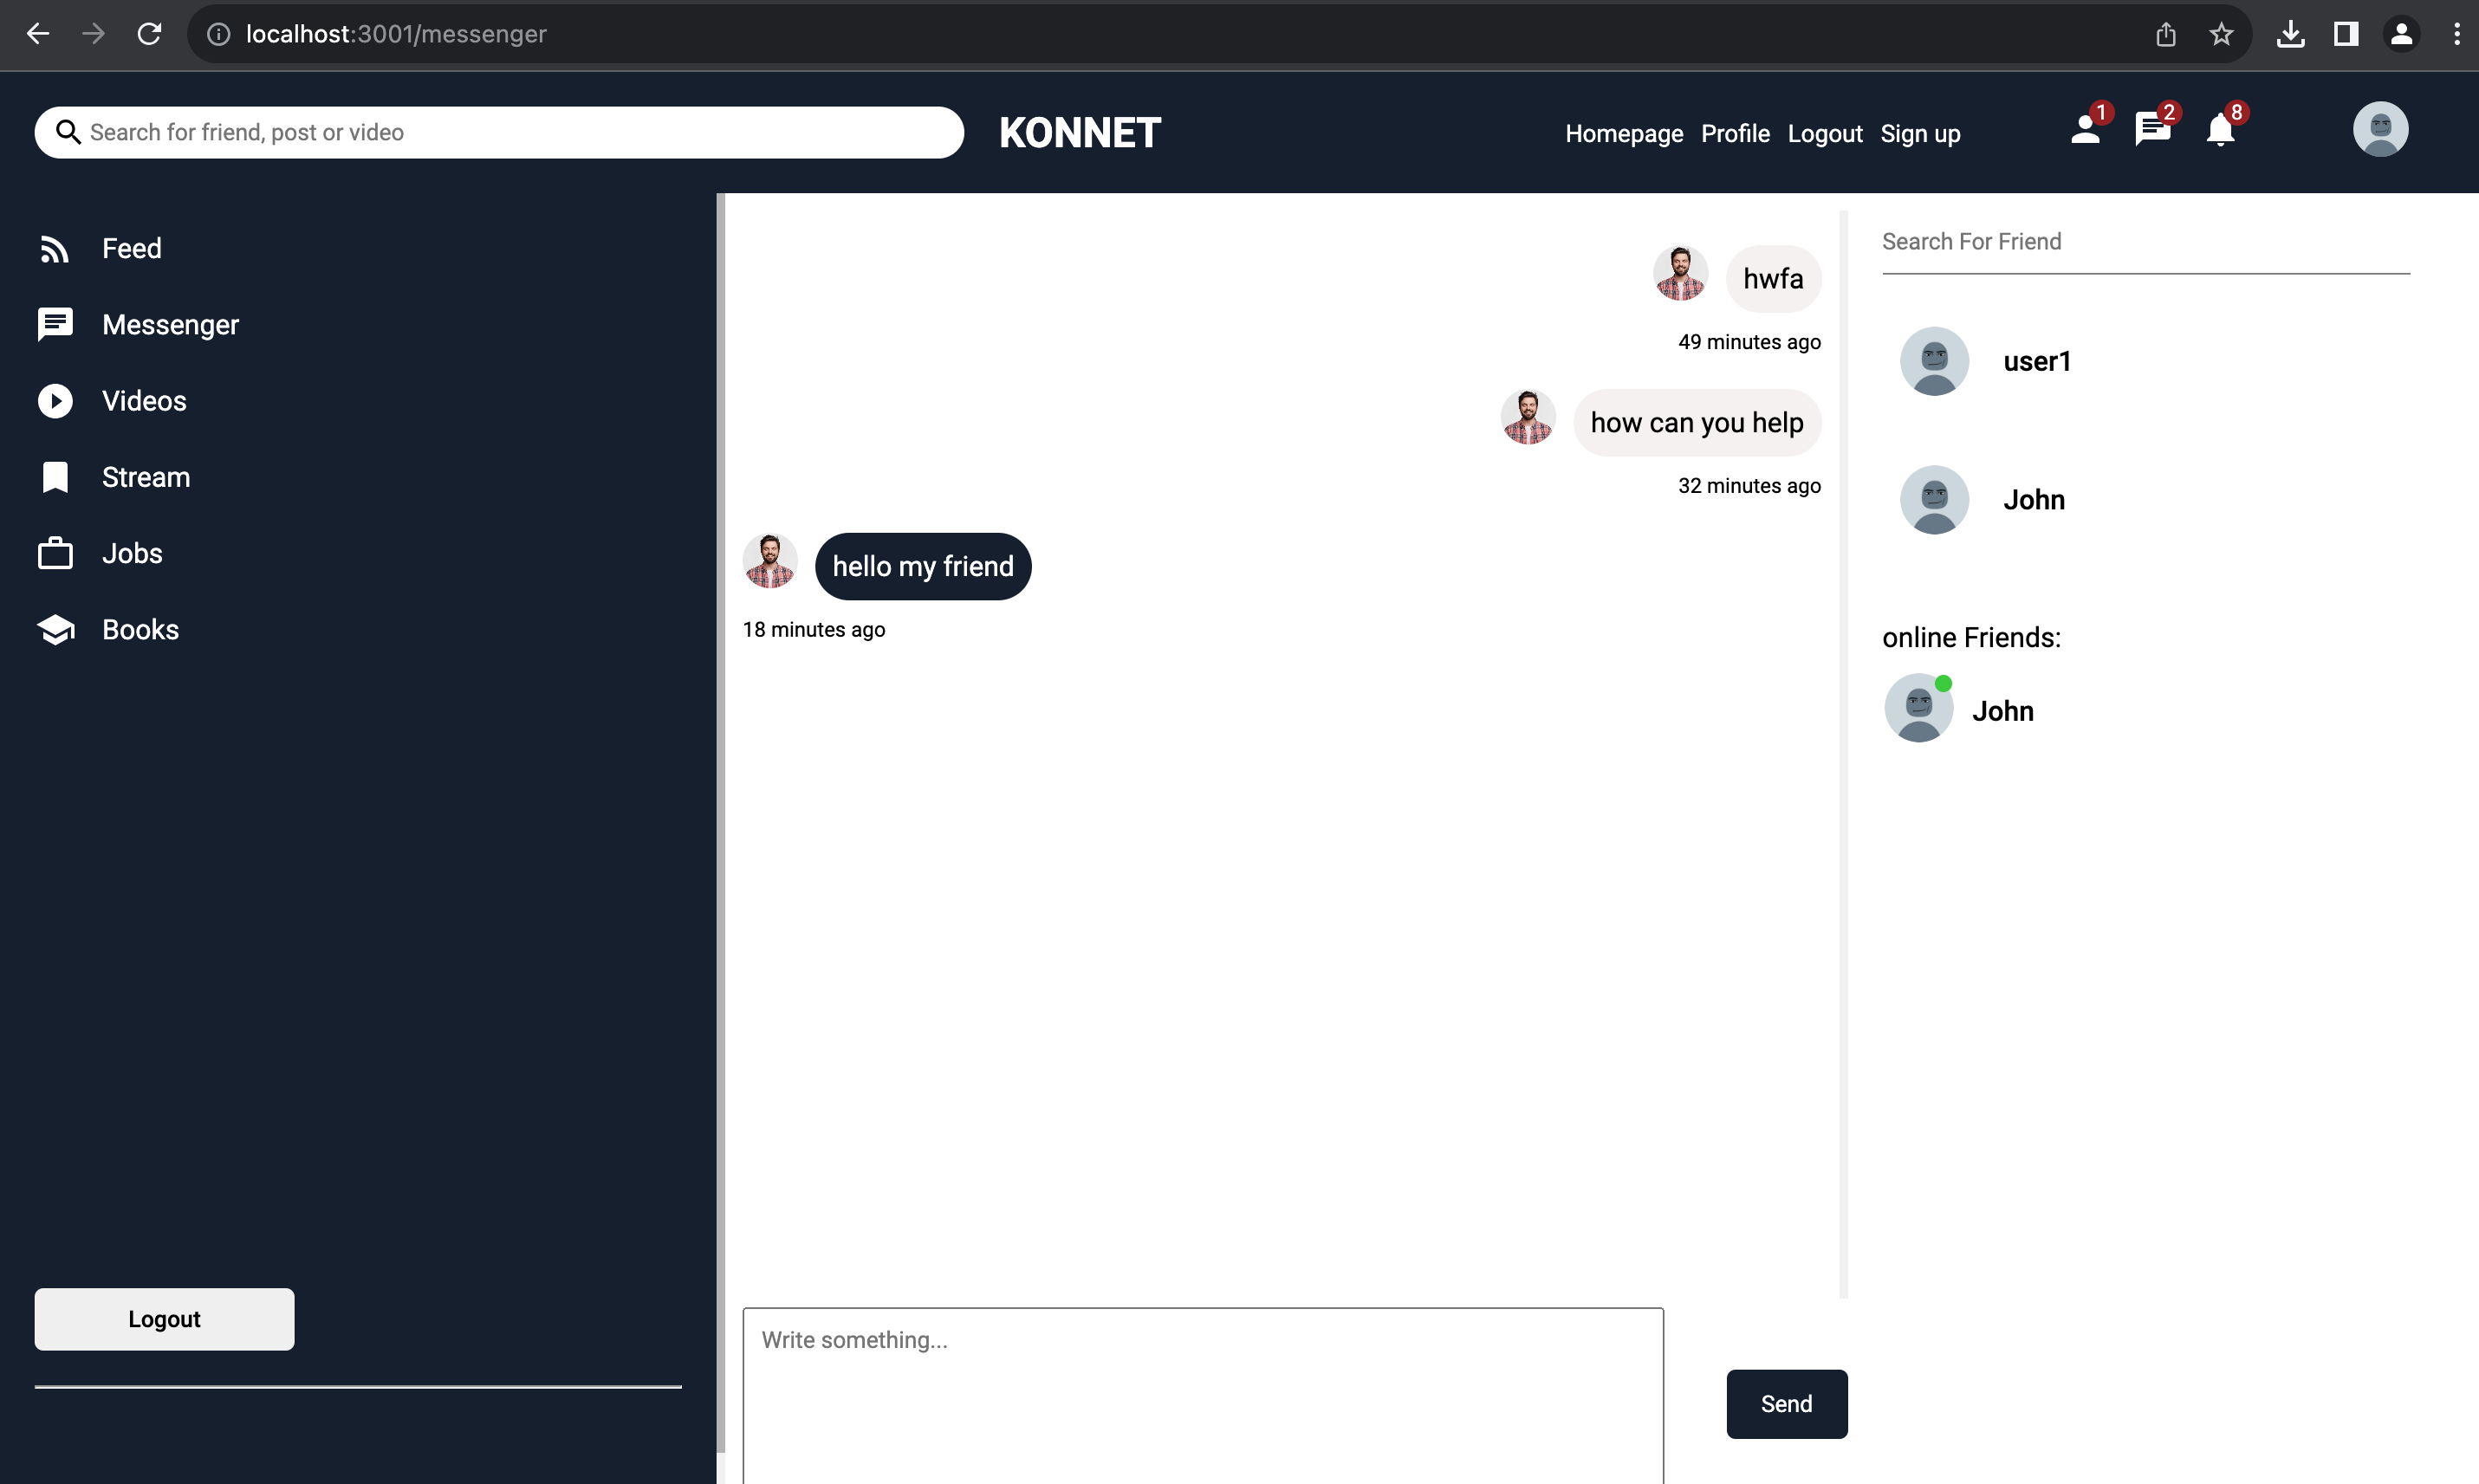 localhost:3001/messenger
Search for friend, post or video
KONNET
Homepage Profile Logout Sign up
1
2
8
Feed
Messenger
Videos
Stream
Jobs
Books
Logout
hwfa
49 minutes ago
how can you help
32 minutes ago
hello my friend
18 minutes ago
Write something...
Send
Search For Friend
user1
John
online Friends:
John